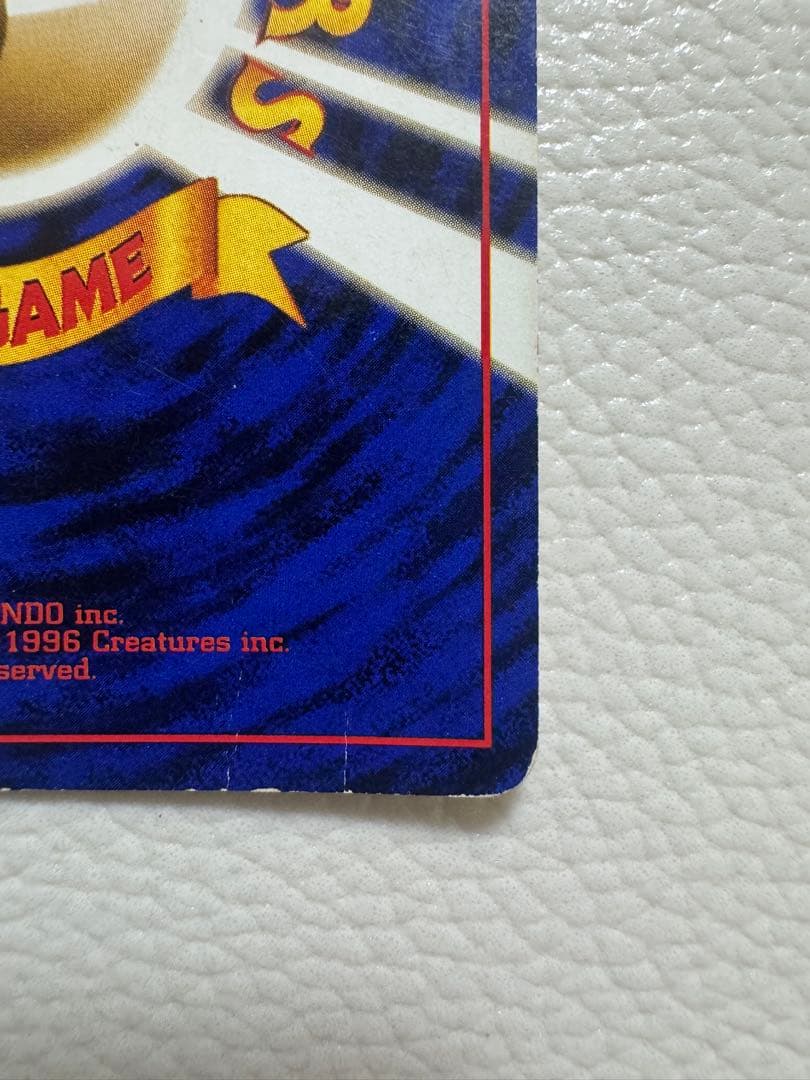 S
GAME
NDO inc.
1996 Creatures inc.
served.